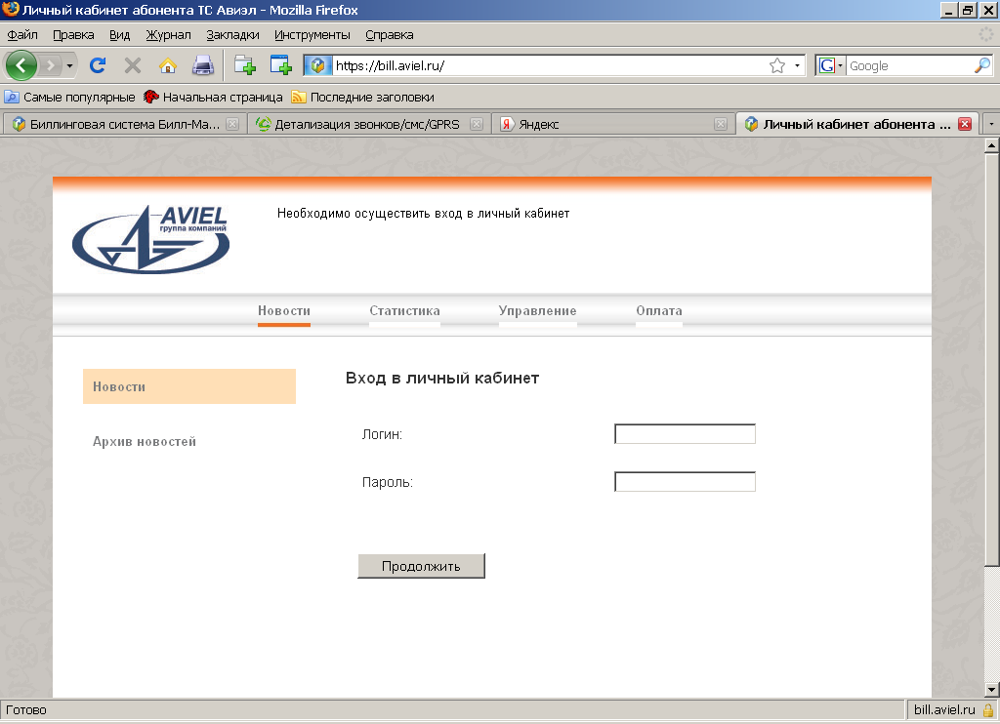 Личный кабинет абонента ТС Авиэл - Mozilla Firefox
Файл Правка Вид Журнал Закладки Инструменты Справка
https://bill.aviel.ru/ G Google
Самые популярные Начальная страница Последние заголовки
Биллинговая система Билл-Ма... Детализация звонков/смс/GPRS Я Яндекс Личный кабинет абонента ...
AVIEL
группа компаний
Необходимо осуществить вход в личный кабинет
Новости Статистика Управление Оплата
Новости
Архив новостей
Вход в личный кабинет
Логин:
Пароль:
Продолжить
Готово bill.aviel.ru